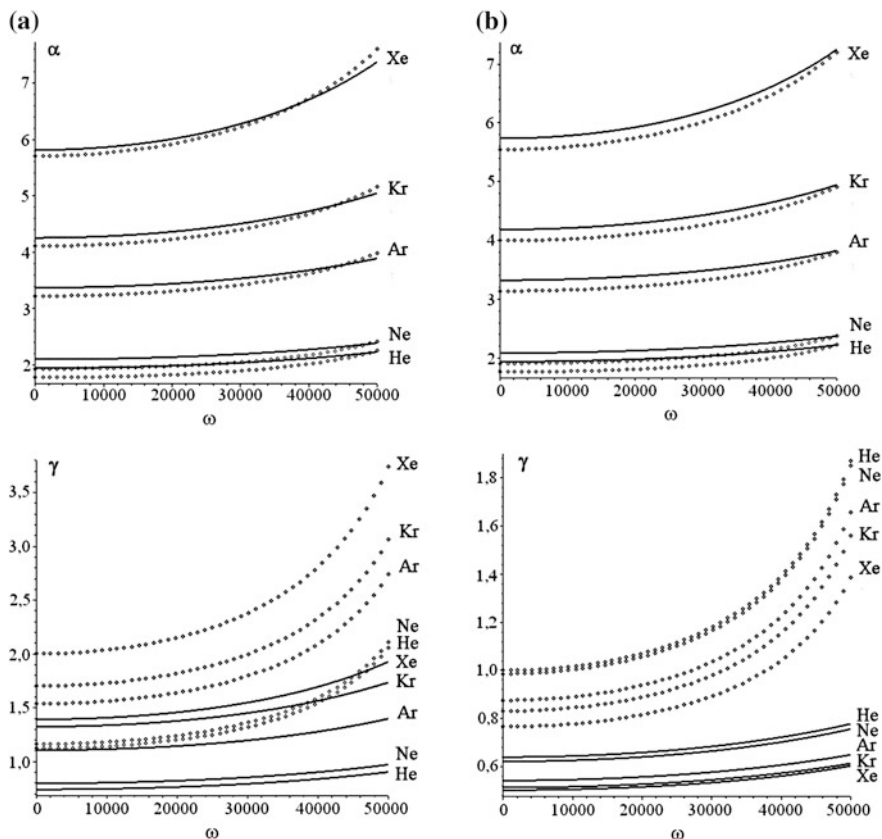 (a)
α
Xe
7
6
Kr
5
Ar
4
3
Ne
2
He
0 10000 20000 30000 40000 50000
ω
(b)
α
Xe
7
6
Kr
5
Ar
4
3
Ne
2
He
0 10000 20000 30000 40000 50000
ω
γ
Xe
3.5
Kr
3.0
Ar
2.5
Ne
He
2.0
Xe
Kr
1.5
Ar
Ne
1.0
He
0 10000 20000 30000 40000 50000
ω
γ
He
1.8
Ne
Ar
1.6
Kr
1.4
Xe
1.2
1.0
He
0.8
Ne
Ar
Kr
0.6
Xe
0 10000 20000 30000 40000 50000
ω